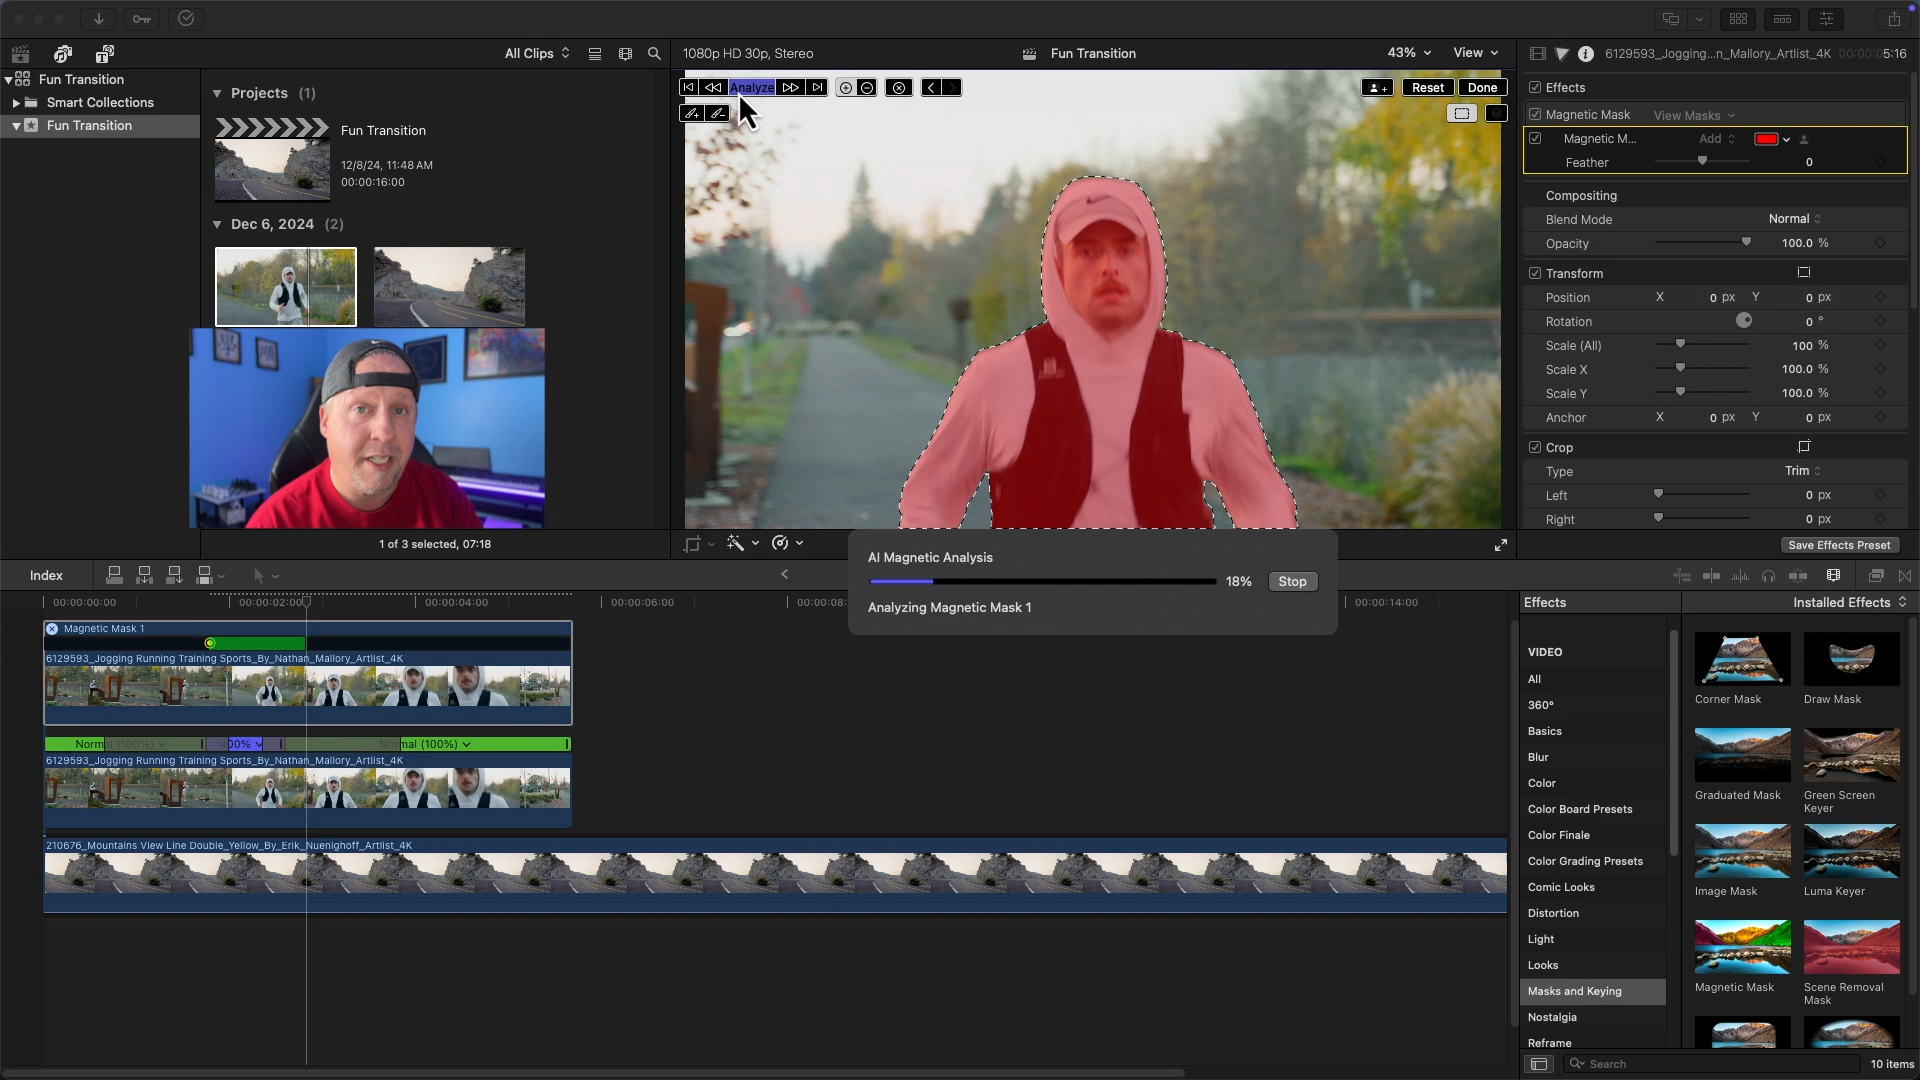 All Clips
1080p HD 30p, Stereo
Fun Transition
43%
View
6129593_Jogging...n_Mallory_Artlist_4K
00:00:05:16
Fun Transition
Smart Collections
Fun Transition
Projects (1)
Fun Transition
12/8/24, 11:48 AM
00:00:16:00
Dec 6, 2024 (2)
1 of 3 selected, 07:18
Analyze
Reset
Done
Effects
Magnetic Mask
View Masks
Magnetic M...
Add
Feather
0
Compositing
Blend Mode
Normal
Opacity
100.0 %
Transform
Position
X
0 px
Y
0 px
Rotation
0 °
Scale (All)
100 %
Scale X
100.0 %
Scale Y
100.0 %
Anchor
X
0 px
Y
0 px
Crop
Type
Trim
Left
0 px
Right
0 px
Save Effects Preset
AI Magnetic Analysis
18%
Stop
Analyzing Magnetic Mask 1
Index
00:00:00:00
00:00:02:00
00:00:04:00
00:00:06:00
00:00:08:
00:00:14:00
Magnetic Mask 1
6129593_Jogging Running Training Sports_By_Nathan_Mallory_Artlist_4K
Normal (100%)
400%
Normal (100%)
6129593_Jogging Running Training Sports_By_Nathan_Mallory_Artlist_4K
210676_Mountains View Line Double_Yellow_By_Erik_Nuenighoff_Artlist_4K
Effects
Installed Effects
VIDEO
All
360°
Basics
Blur
Color
Color Board Presets
Color Finale
Color Grading Presets
Comic Looks
Distortion
Light
Looks
Masks and Keying
Nostalgia
Reframe
Corner Mask
Draw Mask
Graduated Mask
Green Screen
Keyer
Image Mask
Luma Keyer
Magnetic Mask
Scene Removal
Mask
Search
10 items